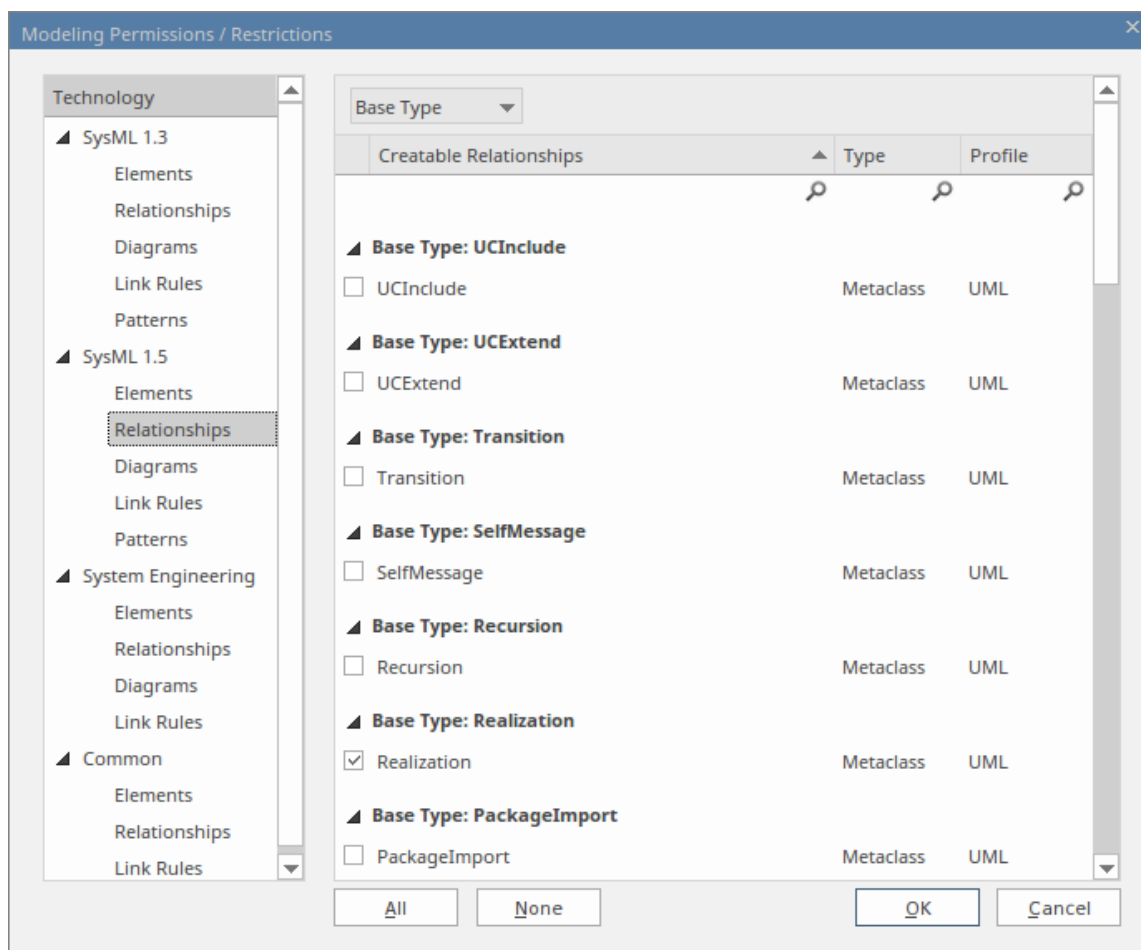 Modeling Permissions / Restrictions
Technology
SysML 1.3
Elements
Relationships
Diagrams
Link Rules
Patterns
SysML 1.5
Elements
Relationships
Diagrams
Link Rules
Patterns
System Engineering
Elements
Relationships
Diagrams
Link Rules
Common
Elements
Relationships
Link Rules
Base Type
Creatable Relationships Type Profile
Base Type: UCInclude
UCInclude Metaclass UML
Base Type: UCExtend
UCExtend Metaclass UML
Base Type: Transition
Transition Metaclass UML
Base Type: SelfMessage
SelfMessage Metaclass UML
Base Type: Recursion
Recursion Metaclass UML
Base Type: Realization
Realization Metaclass UML
Base Type: PackageImport
PackageImport Metaclass UML
All None OK Cancel